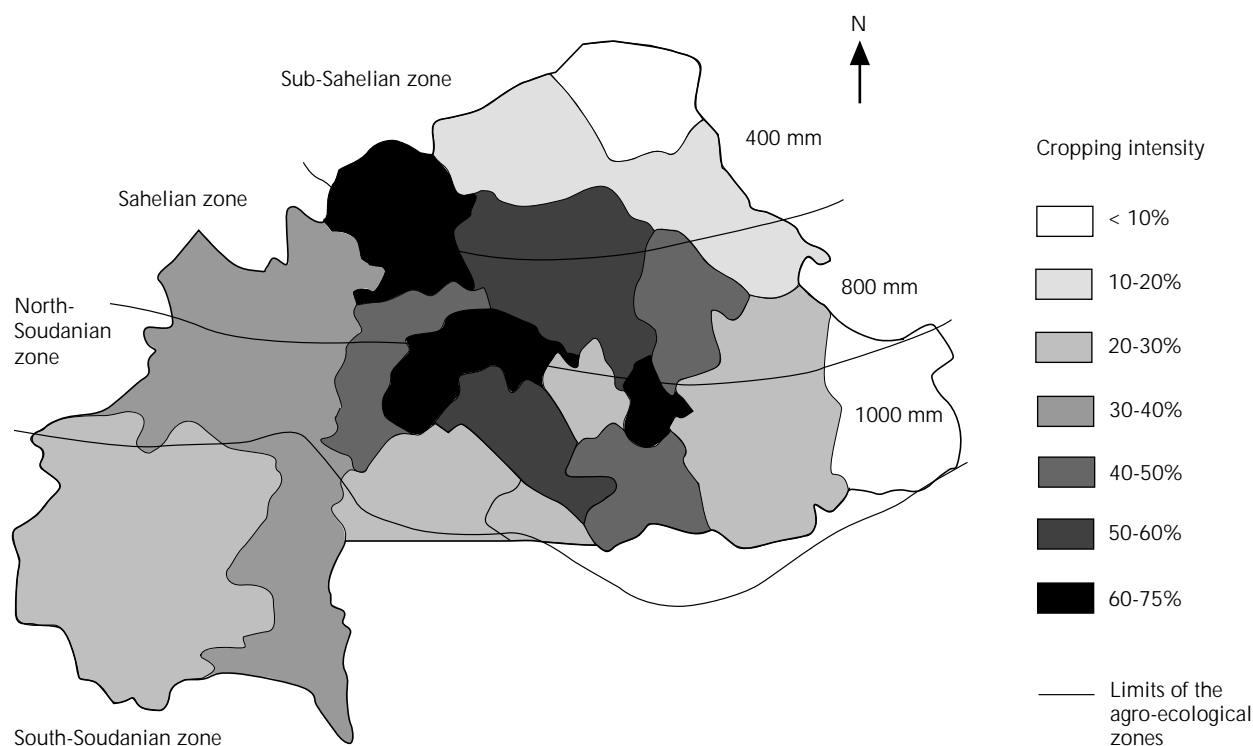 N
Sub-Sahelian zone
400 mm
Cropping intensity
Sahelian zone
< 10%
10-20%
800 mm
North-
Soudanian
zone
20-30%
1000 mm
30-40%
40-50%
50-60%
60-75%
Limits of the
agro-ecological
zones
South-Soudanian zone